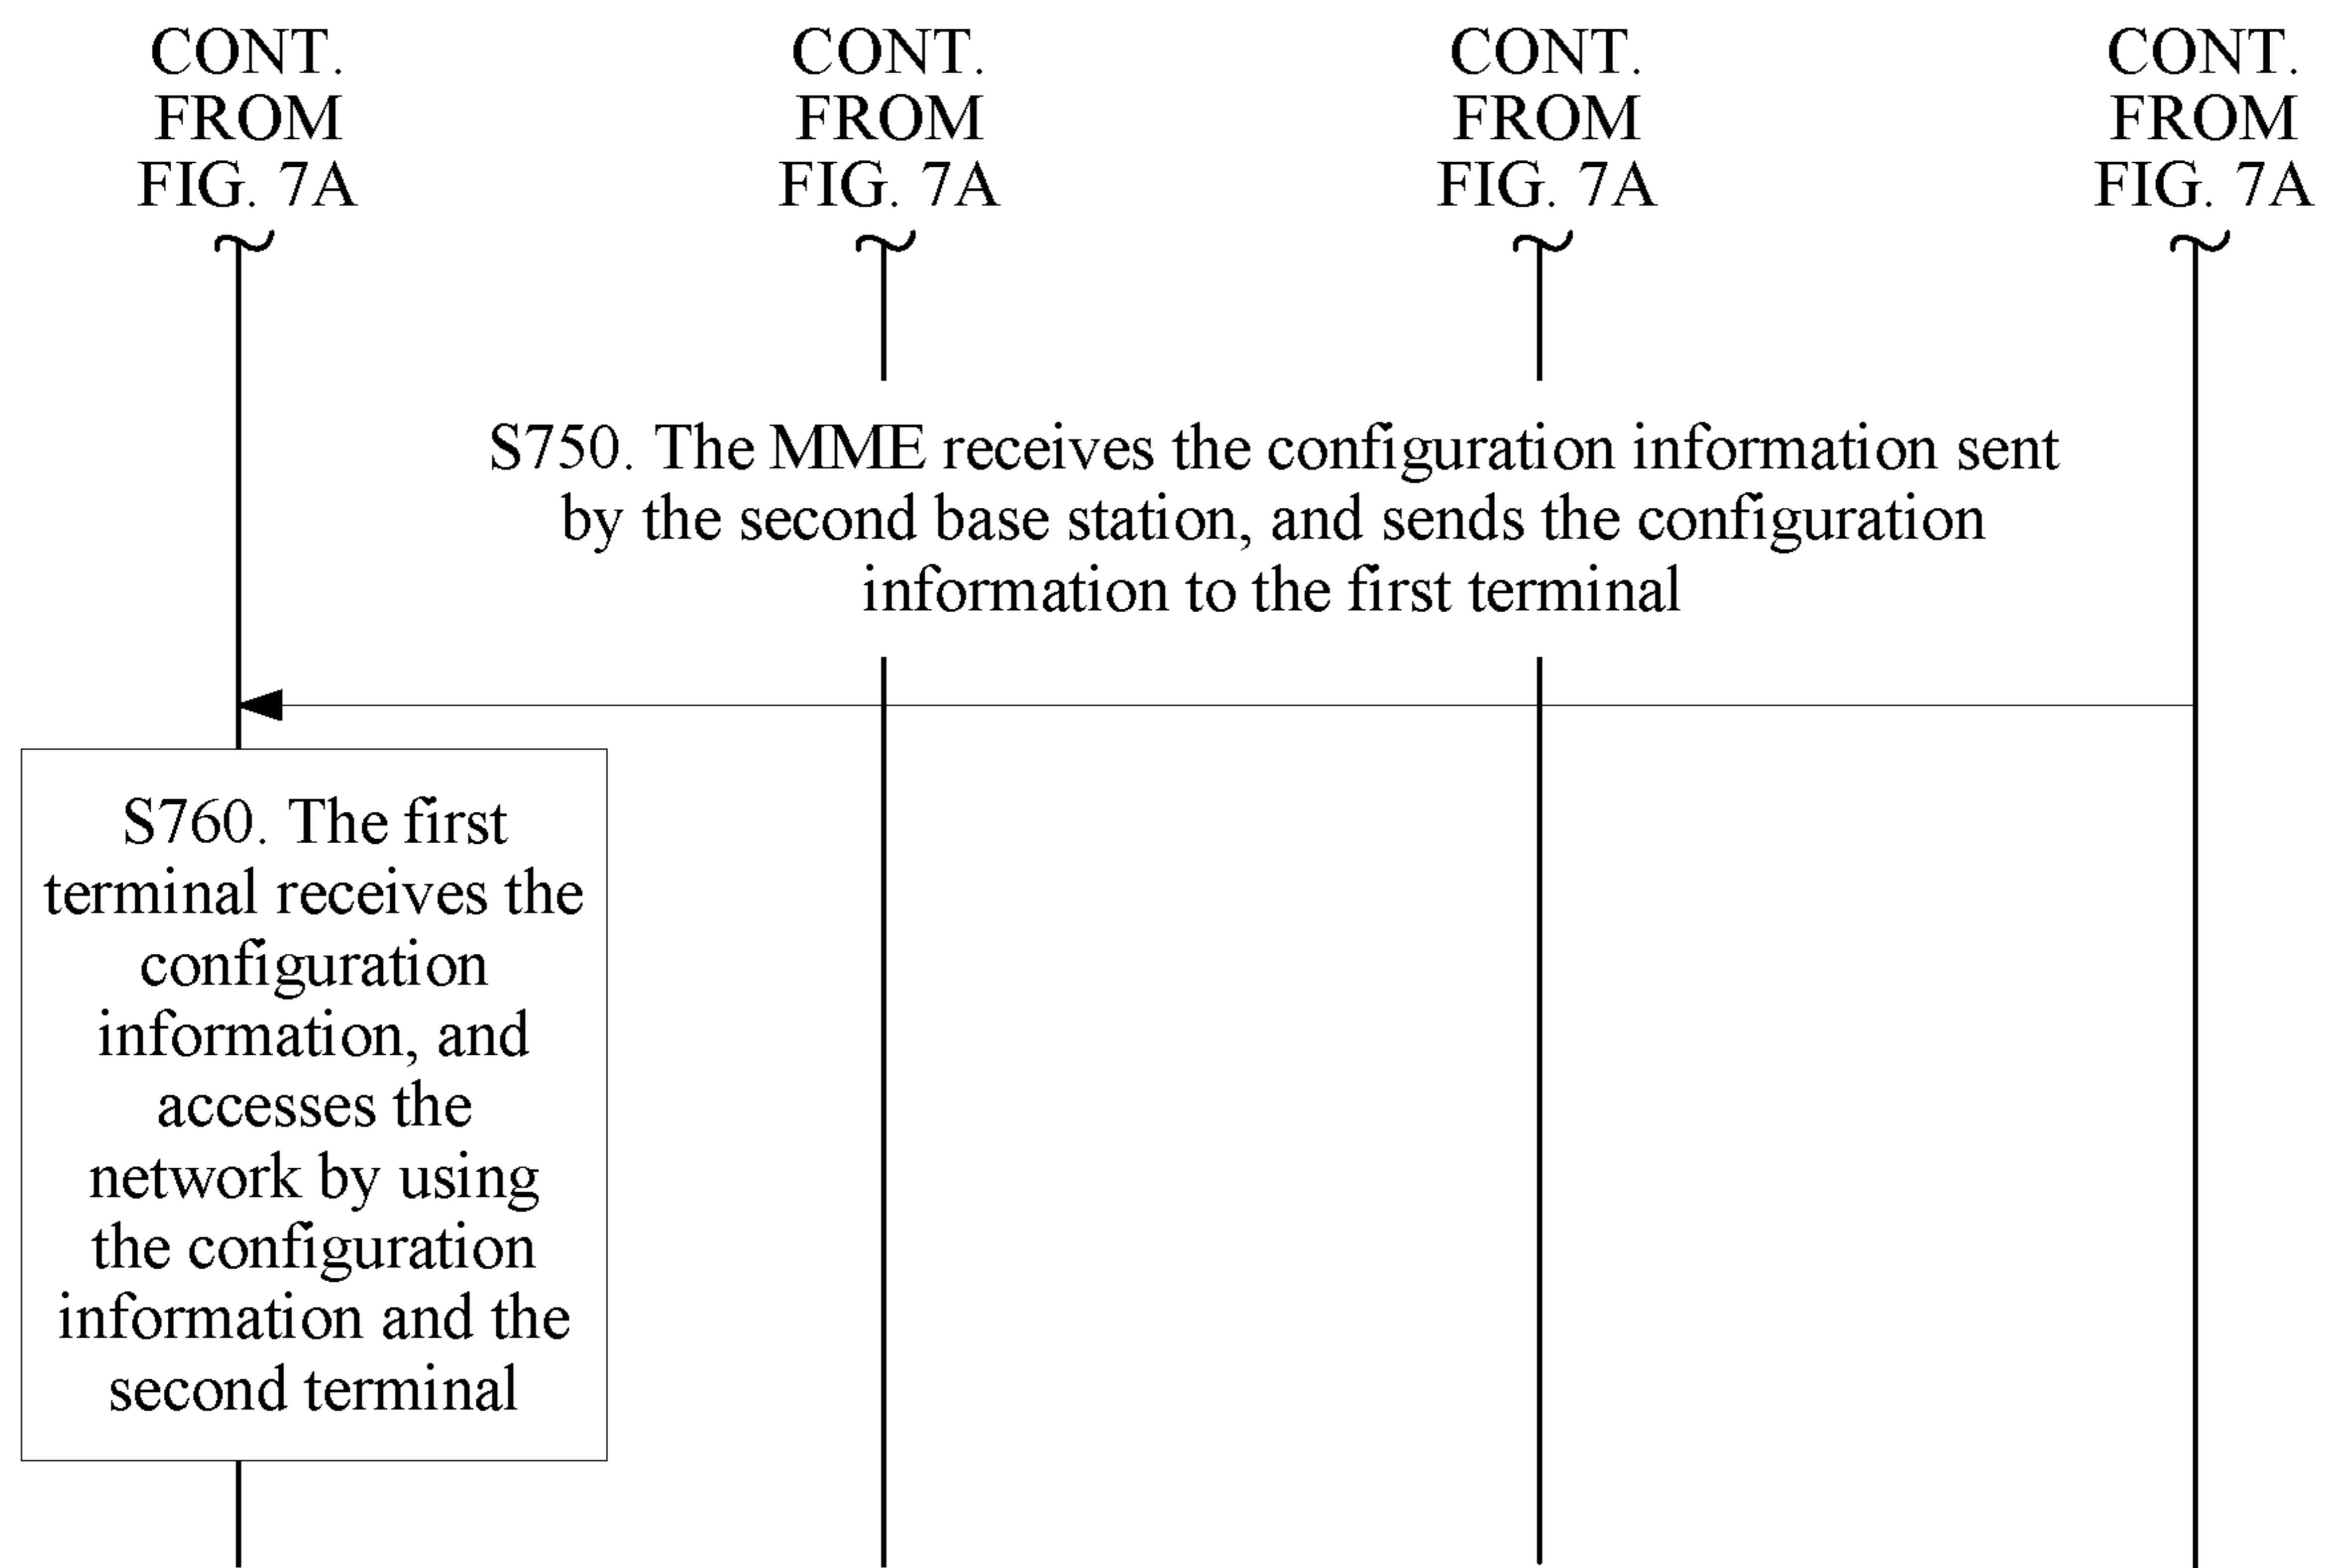 CONT.
FROM
FIG. 7A
CONT.
FROM
FIG. 7A
CONT.
FROM
FIG. 7A
CONT.
FROM
FIG. 7A
S750. The MME receives the configuration information sent
by the second base station, and sends the configuration
information to the first terminal
S760. The first
terminal receives the
configuration
information, and
accesses the
network by using
the configuration
information and the
second terminal